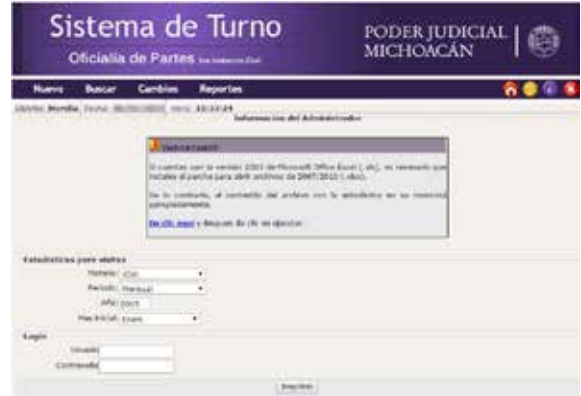 Sistema de Turno
Oficialía de Partes
PODER JUDICIAL
MICHOACÁN
Nuevo Buscar Cambios Reportes
Morelia
Información del Administrador
Si cuentas con la versión 2003 de Microsoft Office Excel (.xls), es necesario que
instales el parche para abrir archivos de 2007/2010 (.xlsx).
De lo contrario, el contenido del archivo con la estadística no se mostrará
apropiadamente.
De clic aquí y después de clic en ejecutar.
Estadísticas para visitas
Materia: Civil
Periodo: Mensual
Año:
Mes Inicial: Enero
Login
Usuario
Contraseña
Imprimir